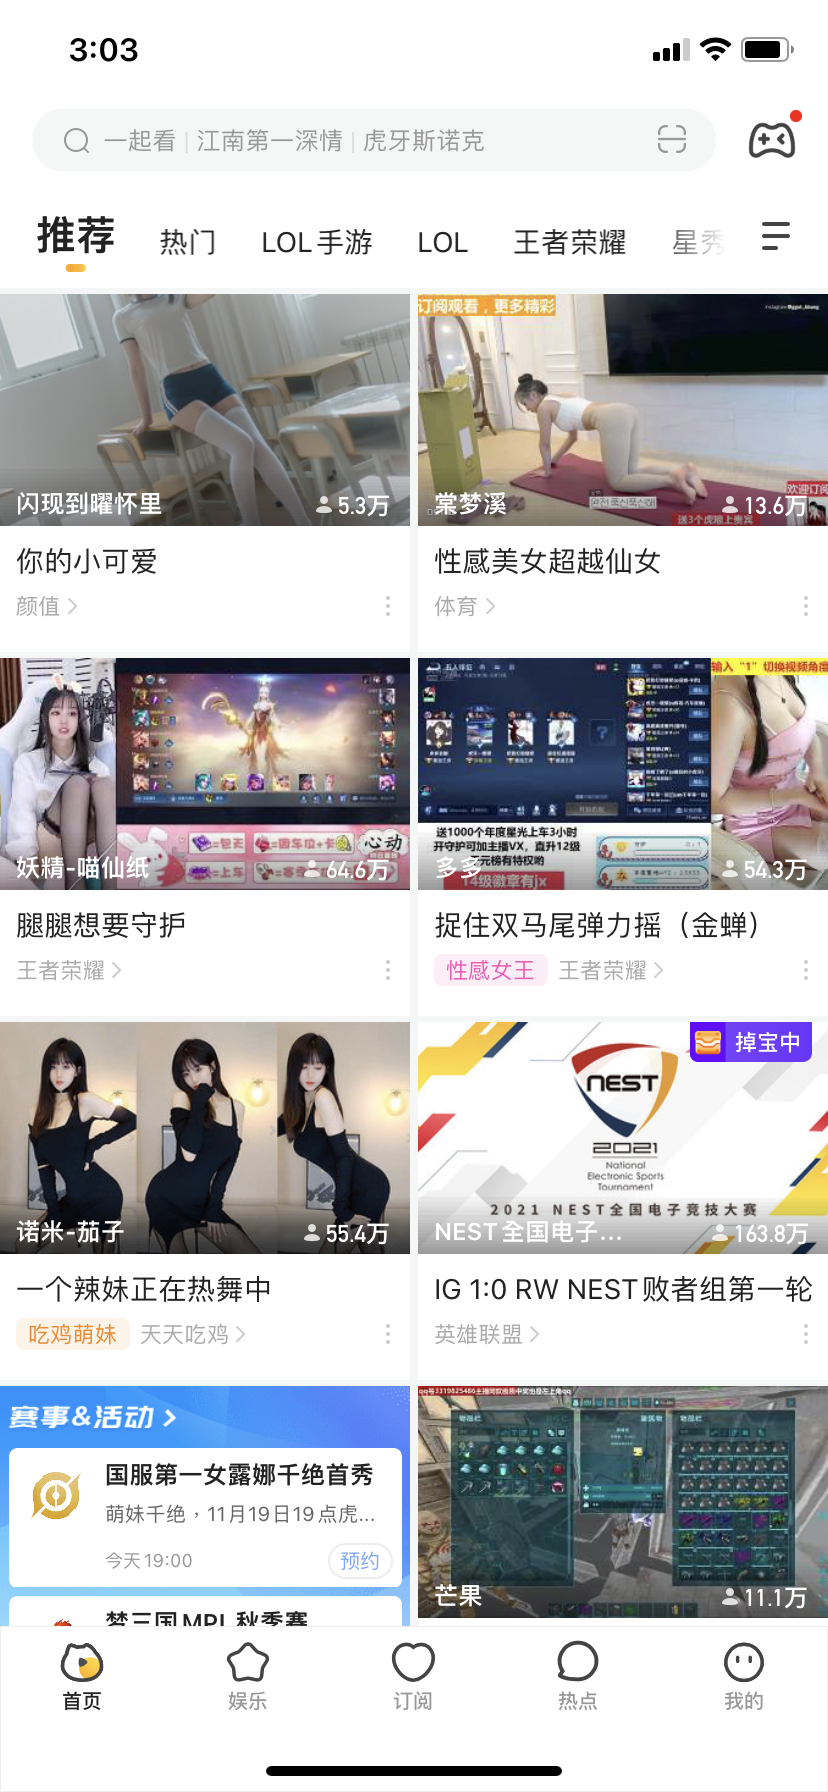 3:03
一起看 | 江南第一深情 | 虎牙斯诺克
推荐 热门 LOL手游 LOL 王者荣耀 星秀
闪现到曜怀里 5.3万
你的小可爱
颜值
订阅观看，更多精彩
欢迎订阅
棠梦溪 13.6万
送3个虎粮上贵宾
性感美女超越仙女
体育
心动
妖精-喵仙纸 64.6万
腿腿想要守护
王者荣耀
输入“1”切换视频角度
送1000个年度星光上车3小时
开守护可加主播VX，直升12级
元榜有特权哟
多多 54.3万
14级徽章有jx
捉住双马尾弹力摇（金蝉）
性感女王 王者荣耀
诺米-茄子 55.4万
一个辣妹正在热舞中
吃鸡萌妹 天天吃鸡
掉宝中
NEST
2021
National
Electronic Sports
Tournament
2021 NEST全国电子竞技大赛
NEST全国电子... 163.8万
IG 1:0 RW NEST败者组第一轮
英雄联盟
赛事&活动
国服第一女露娜千绝首秀
萌妹千绝，11月19日19点虎...
今天19:00 预约
梦三国MPL秋季赛
芒果 11.1万
首页 娱乐 订阅 热点 我的